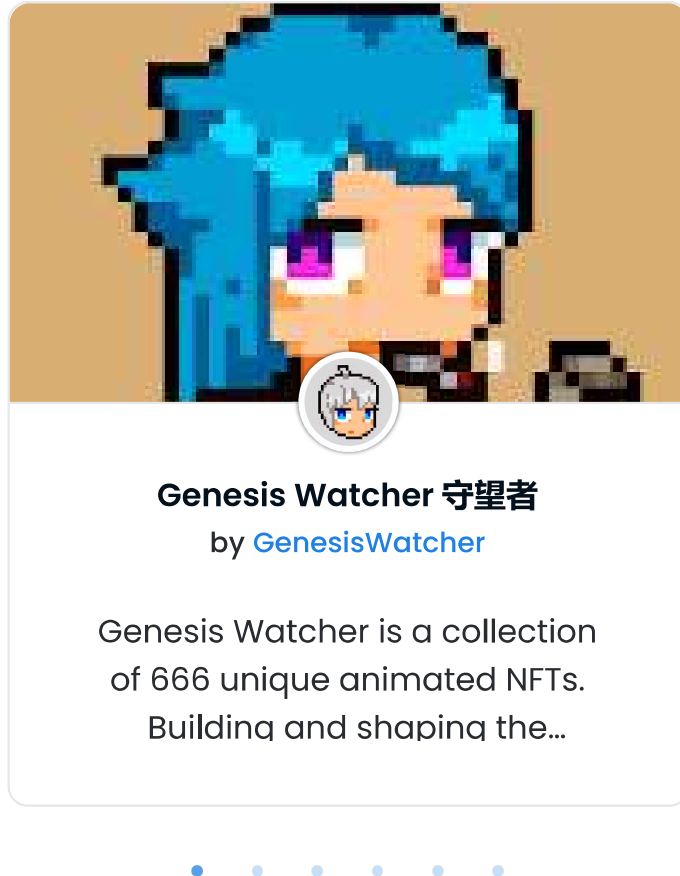 Genesis Watcher 守望者
by GenesisWatcher
Genesis Watcher is a collection
of 666 unique animated NFTs.
Building and shaping the…